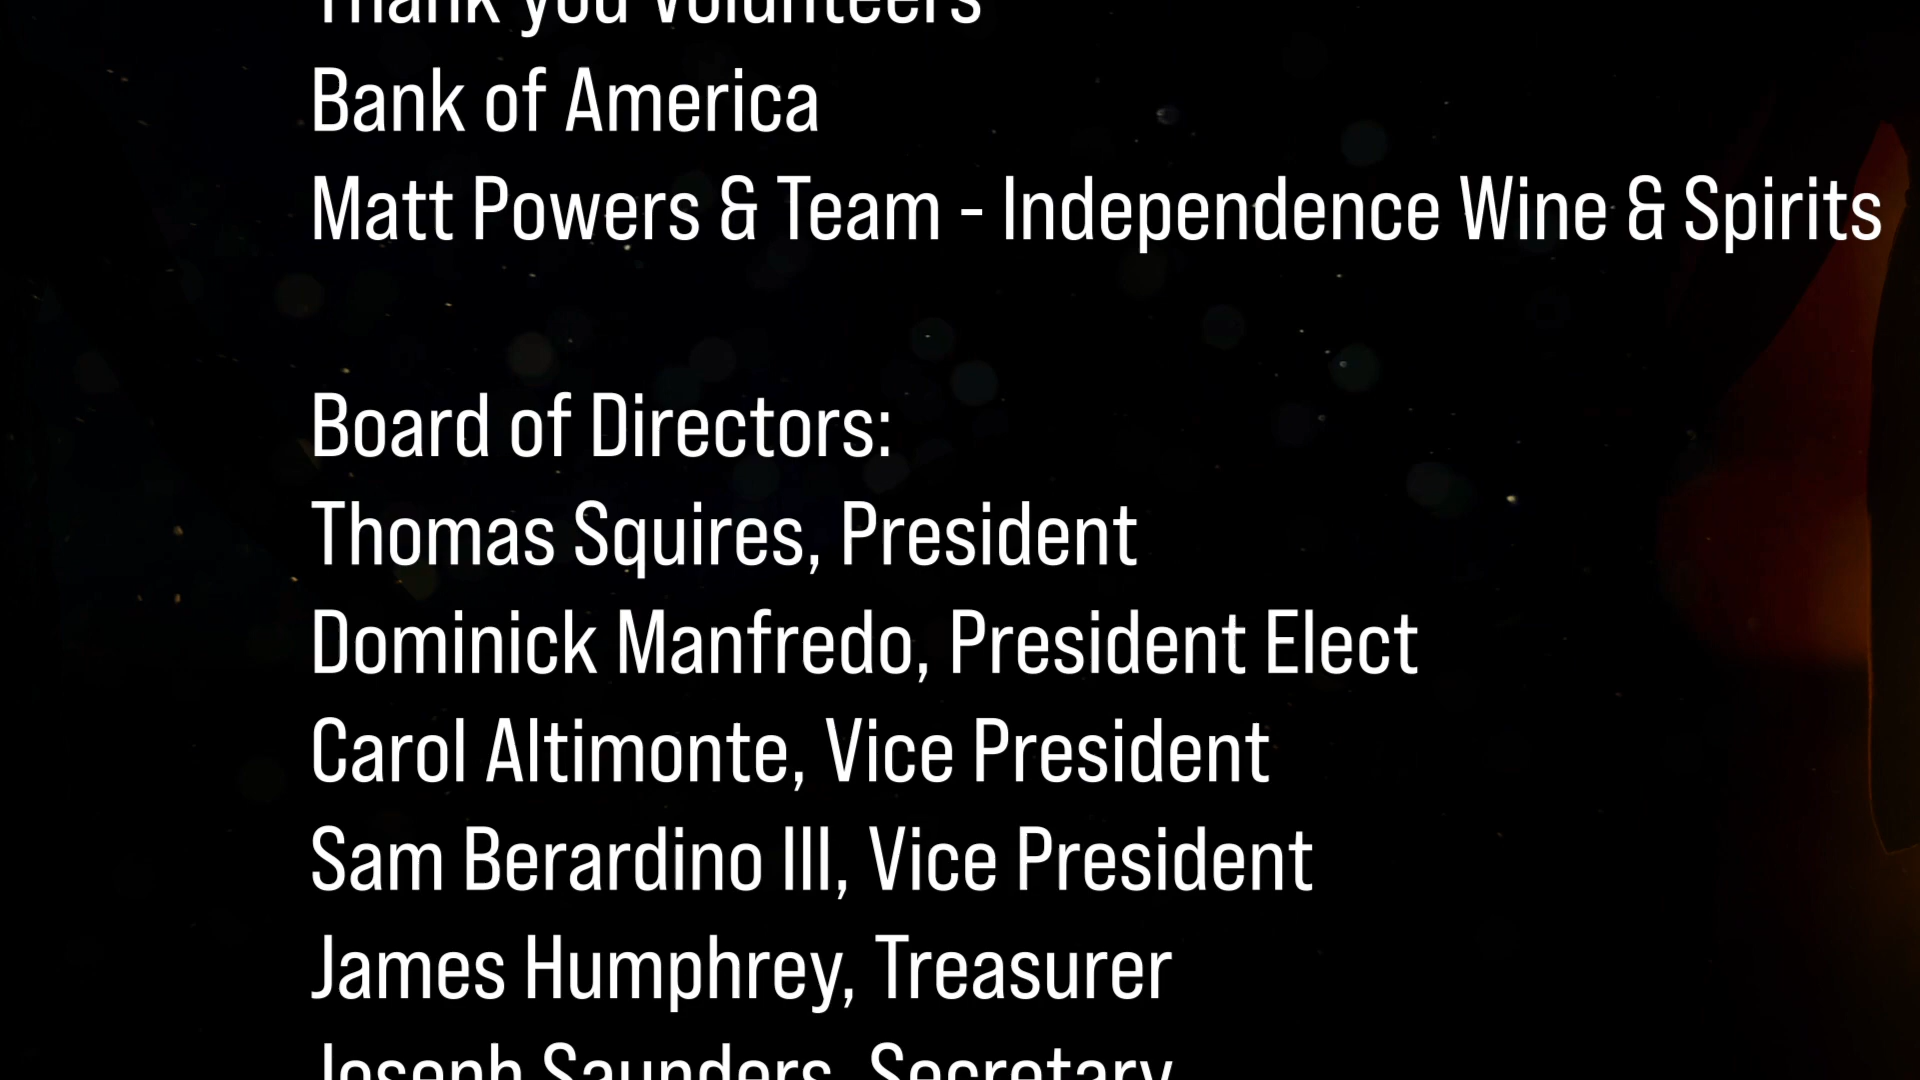 Thank you Volunteers
Bank of America
Matt Powers & Team - Independence Wine & Spirits
Board of Directors:
Thomas Squires, President
Dominick Manfredo, President Elect
Carol Altimonte, Vice President
Sam Berardino III, Vice President
James Humphrey, Treasurer
Joseph Saunders, Secretary